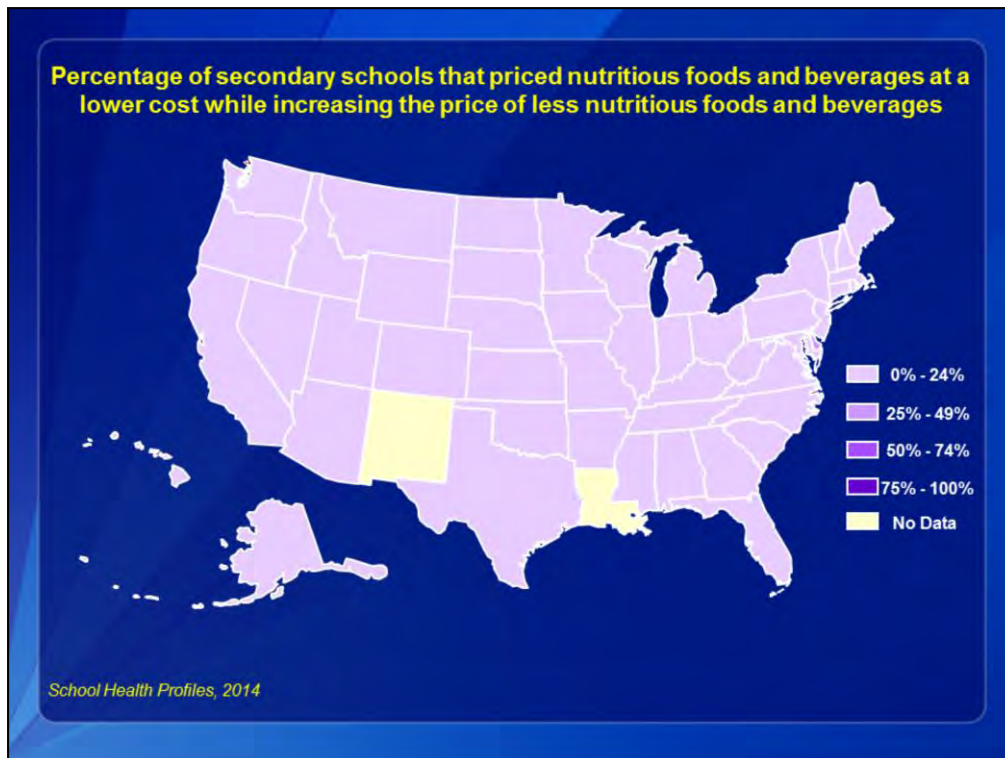 Percentage of secondary schools that priced nutritious foods and beverages at a
lower cost while increasing the price of less nutritious foods and beverages
0% - 24%
25% - 49%
50% - 74%
75% - 100%
No Data
School Health Profiles, 2014